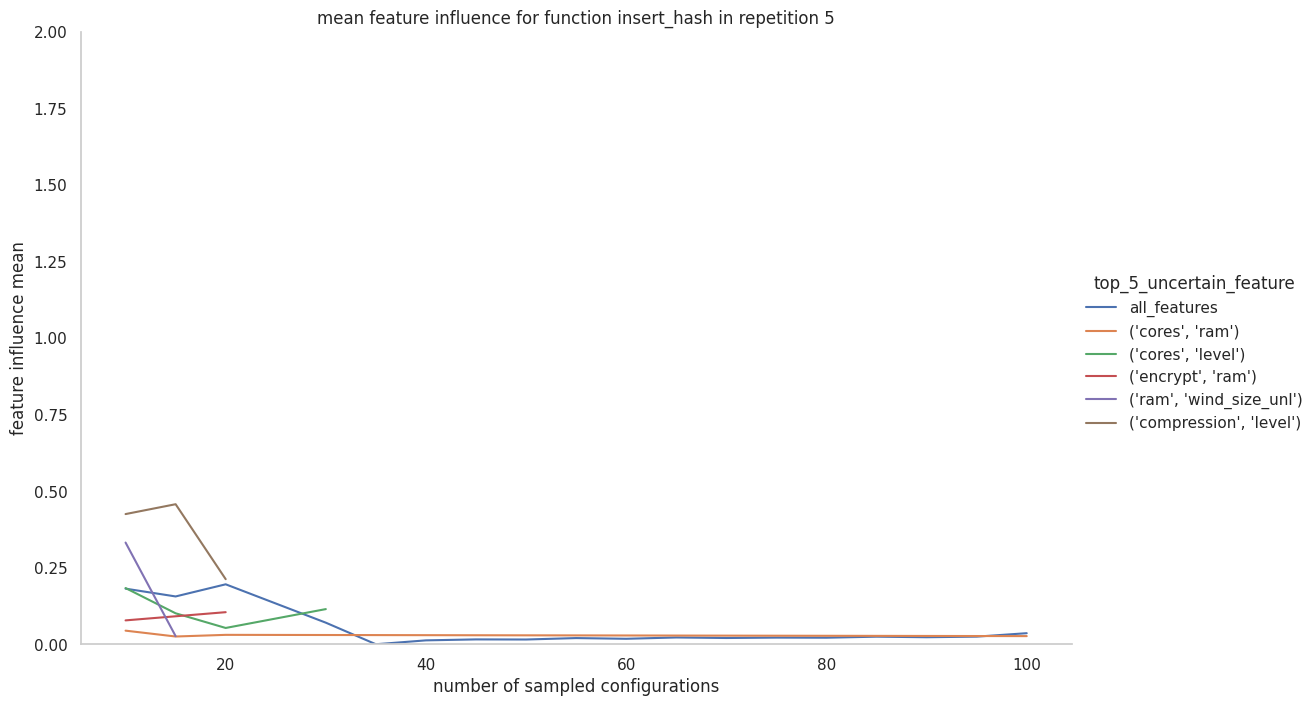 mean feature influence for function insert_hash in repetition 5
2.00
1.75
1.50
1.25
1.00
0.75
0.50
0.25
0.00
feature influence mean
20
40
60
80
100
number of sampled configurations
top_5_uncertain_feature
all_features
('cores', 'ram')
('cores', 'level')
('encrypt', 'ram')
('ram', 'wind_size_unl')
('compression', 'level')